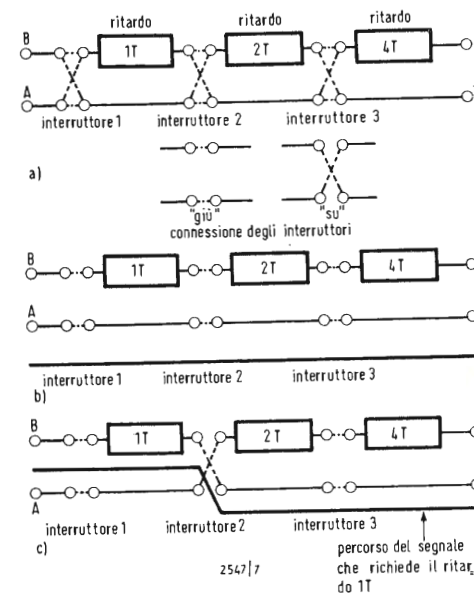 ritardo ritardo ritardo
B 1T 2T 4T
A
interruttore 1 interruttore 2 interruttore 3
a)
"giù" "su"
connessione degli interruttori
B 1T 2T 4T
A
interruttore 1 interruttore 2 interruttore 3
b)
B 1T 2T 4T
A
interruttore 1 interruttore 2 interruttore 3
c)
percorso del segnale
che richiede il ritar_
do 1T
2547|7